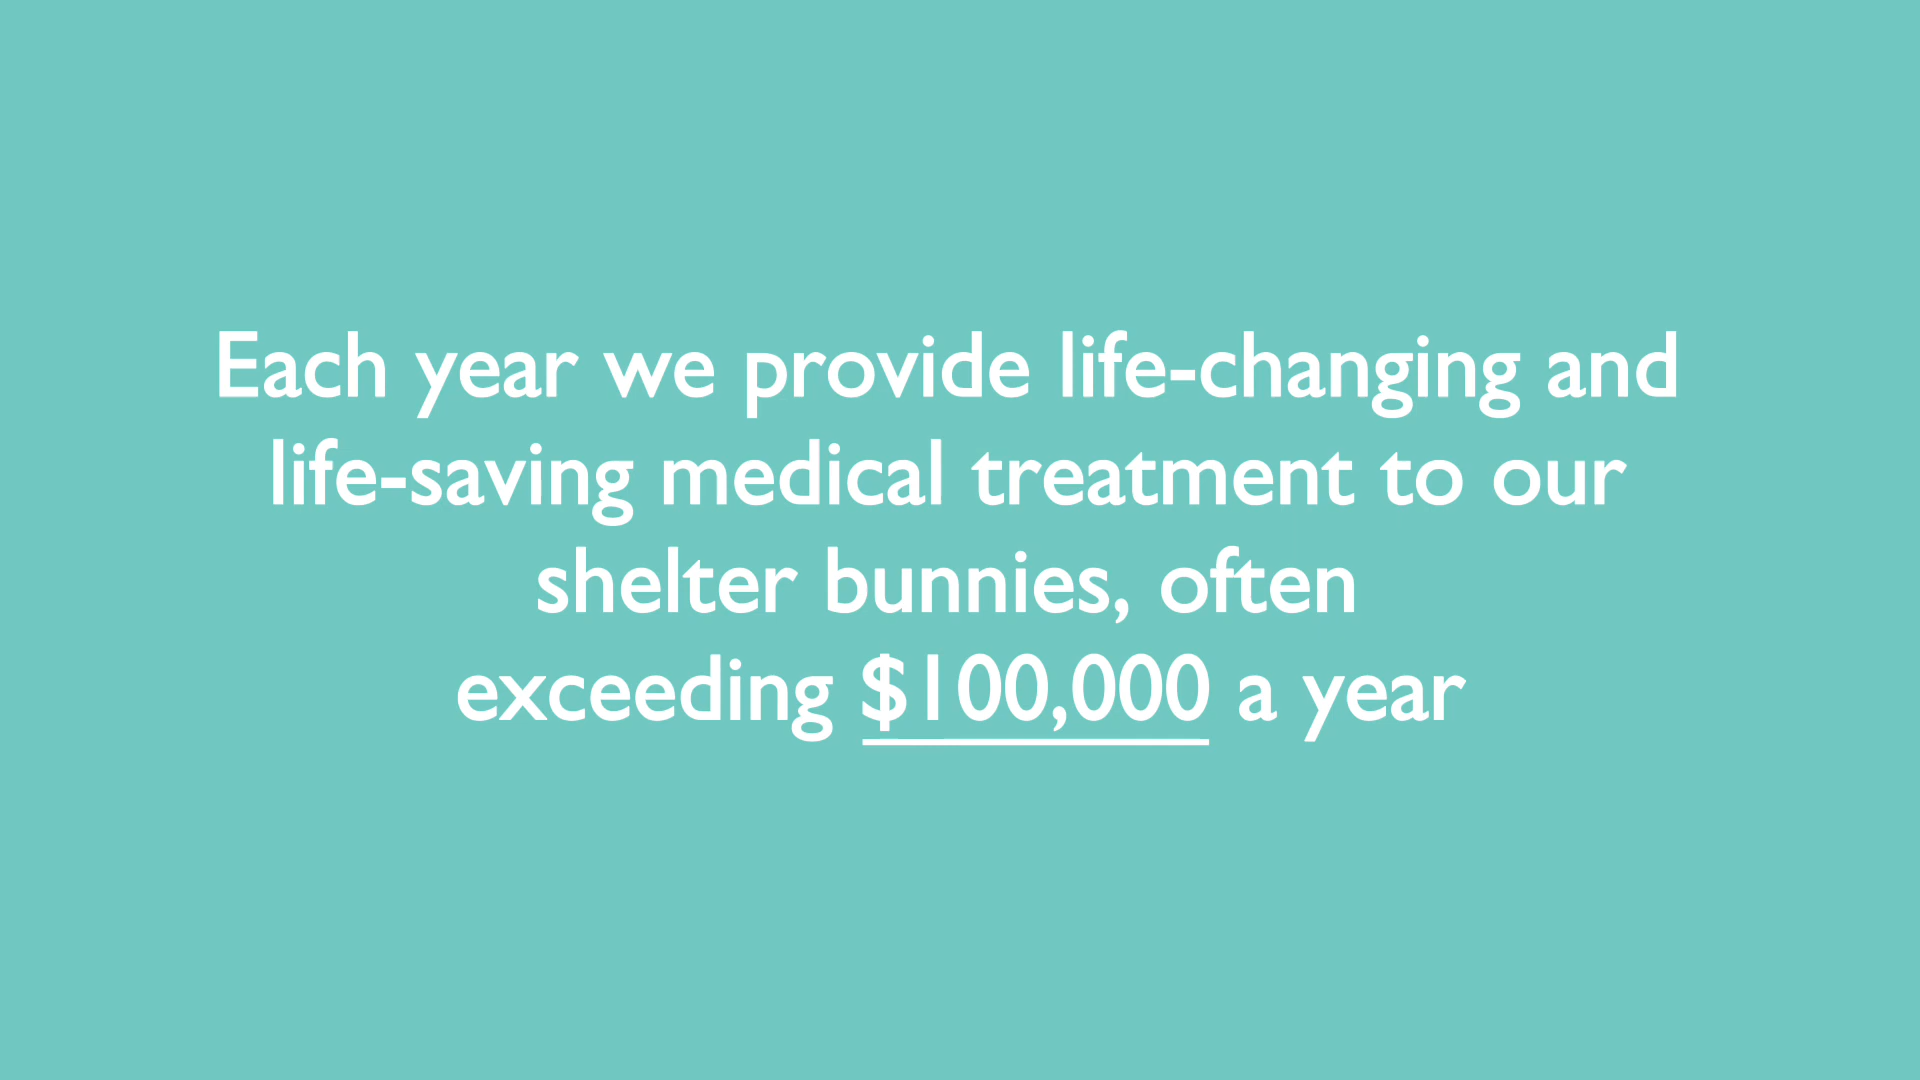 Each year we provide life-changing and
life-saving medical treatment to our
shelter bunnies, often
exceeding $100,000 a year